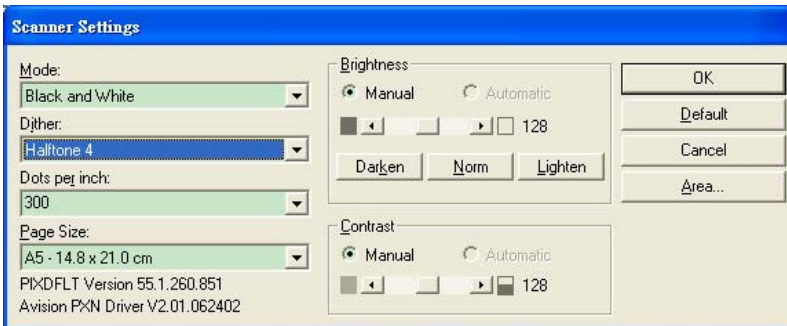 Scanner Settings
Mode:
Black and White
Dither:
Halftone 4
Dots per inch:
300
Page Size:
A5 - 14.8 x 21.0 cm
PIXDFLT Version 55.1.260.851
Avision PXN Driver V2.01.062402
Brightness
Manual
Automatic
128
Darken
Norm
Lighten
Contrast
Manual
Automatic
128
OK
Default
Cancel
Area...